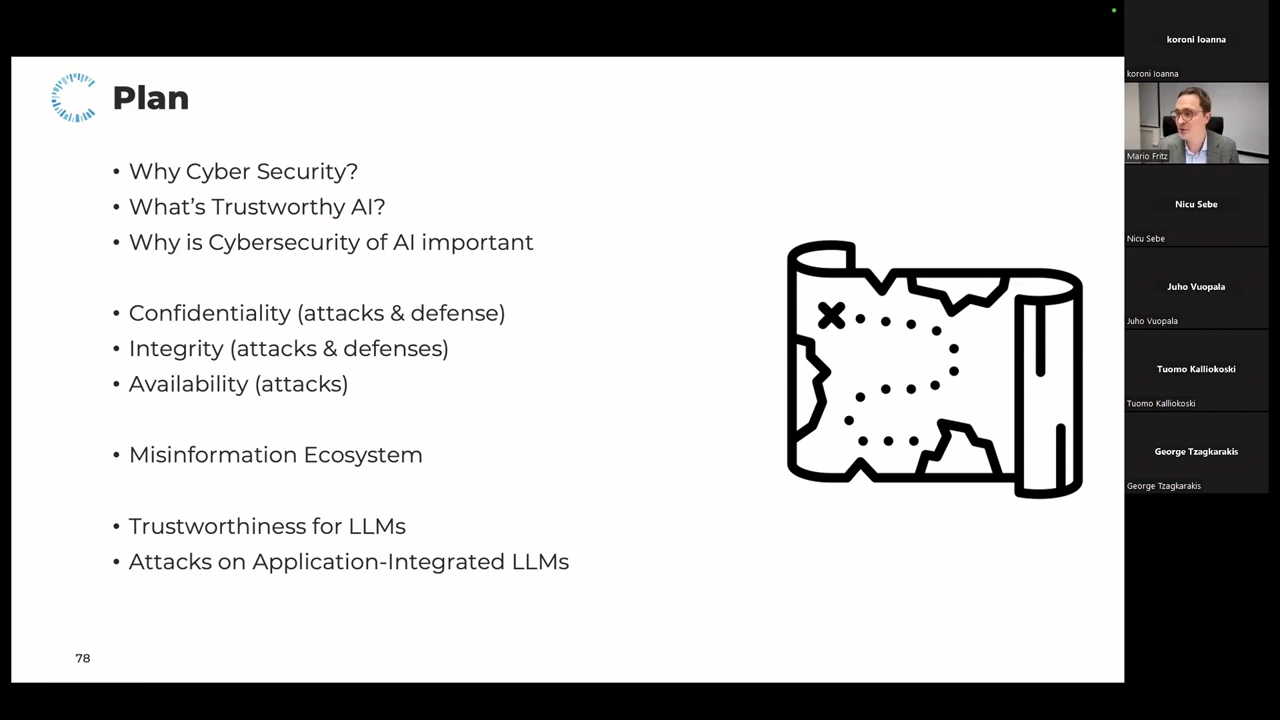 Plan
• Why Cyber Security?
• What's Trustworthy AI?
• Why is Cybersecurity of AI important
• Confidentiality (attacks & defense)
• Integrity (attacks & defenses)
• Availability (attacks)
• Misinformation Ecosystem
• Trustworthiness for LLMs
• Attacks on Application-Integrated LLMs
78
koroni Ioanna
koroni Ioanna
Mario Fritz
Nicu Sebe
Nicu Sebe
Juho Vuopala
Juho Vuopala
Tuomo Kalliokoski
Tuomo Kalliokoski
George Tzagkarakis
George Tzagkarakis